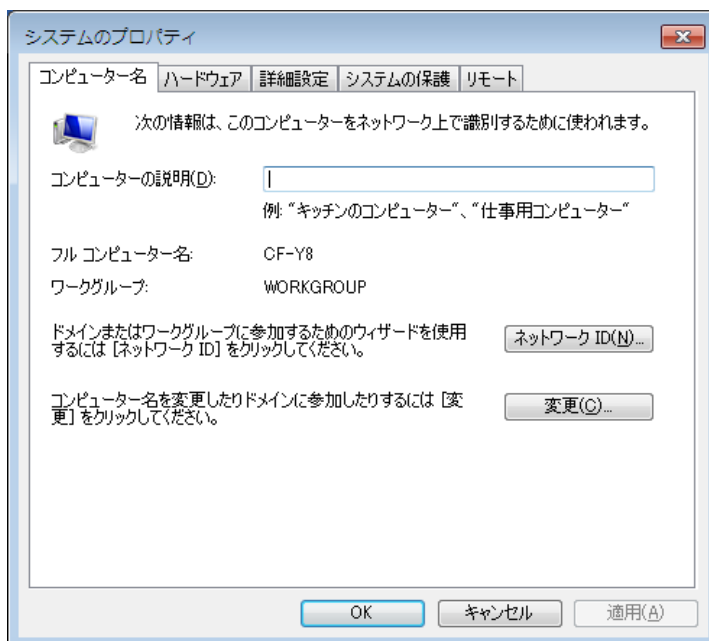 システムのプロパティ
コンピューター名 ハードウェア 詳細設定 システムの保護 リモート
次の情報は、このコンピューターをネットワーク上で識別するために使われます。
コンピューターの説明(D):
例: "キッチンのコンピューター"、"仕事用コンピューター"
フル コンピューター名: CF-Y8
ワークグループ: WORKGROUP
ドメインまたはワークグループに参加するためのウィザードを使用
するには [ネットワーク ID] をクリックしてください。
ネットワーク ID(N)...
コンピューター名を変更したりドメインに参加したりするには [変
更] をクリックしてください。
変更(C)...
OK キャンセル 適用(A)